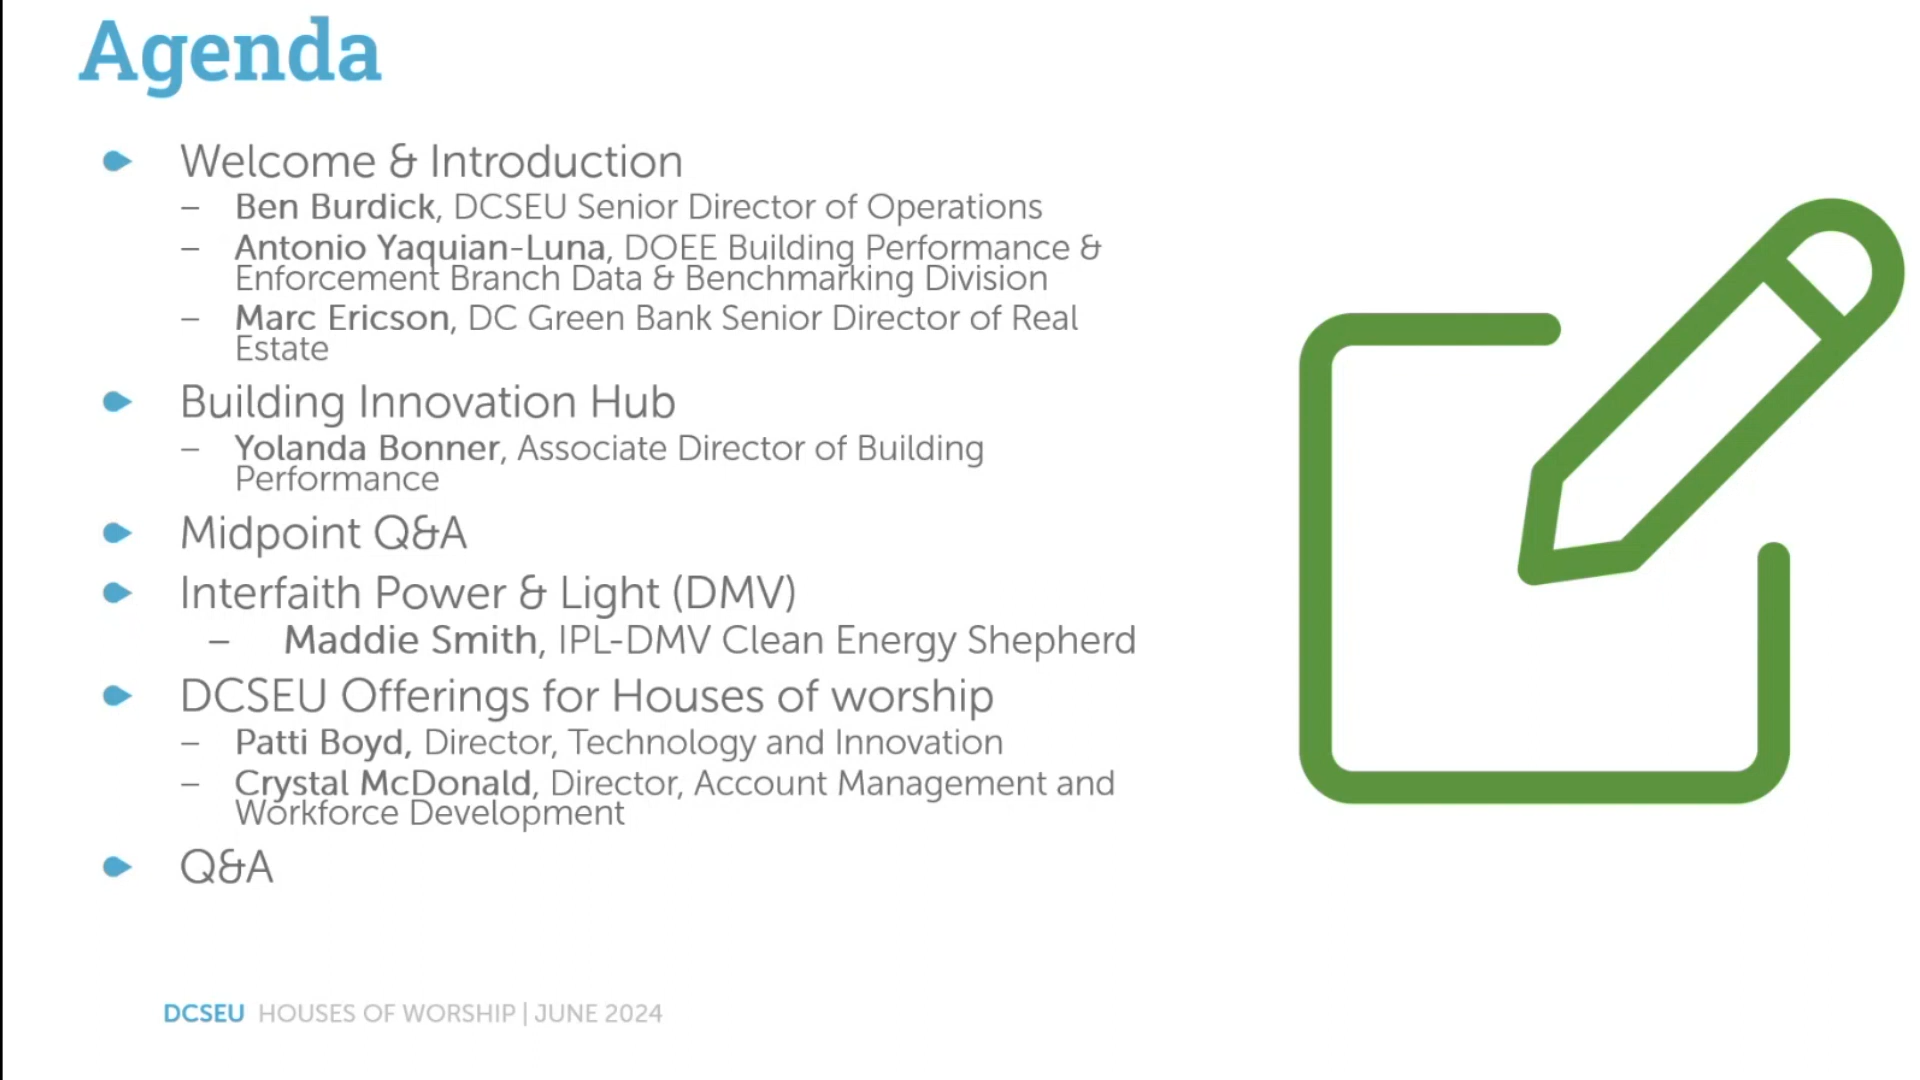 Agenda
Welcome & Introduction
– Ben Burdick, DCSEU Senior Director of Operations
– Antonio Yaquian-Luna, DOEE Building Performance &
Enforcement Branch Data & Benchmarking Division
– Marc Ericson, DC Green Bank Senior Director of Real
Estate
Building Innovation Hub
– Yolanda Bonner, Associate Director of Building
Performance
Midpoint Q&A
Interfaith Power & Light (DMV)
– Maddie Smith, IPL-DMV Clean Energy Shepherd
DCSEU Offerings for Houses of worship
– Patti Boyd, Director, Technology and Innovation
– Crystal McDonald, Director, Account Management and
Workforce Development
Q&A
DCSEU HOUSES OF WORSHIP | JUNE 2024